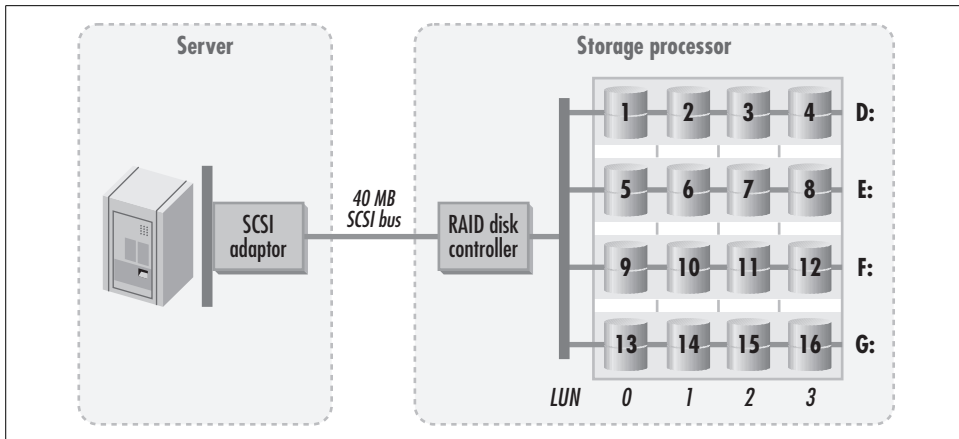 Server
Storage processor
1 2 3 4 D:
5 6 7 8 E:
SCSI
adaptor
40 MB
SCSI bus
RAID disk
controller
9 10 11 12 F:
13 14 15 16 G:
LUN 0 1 2 3